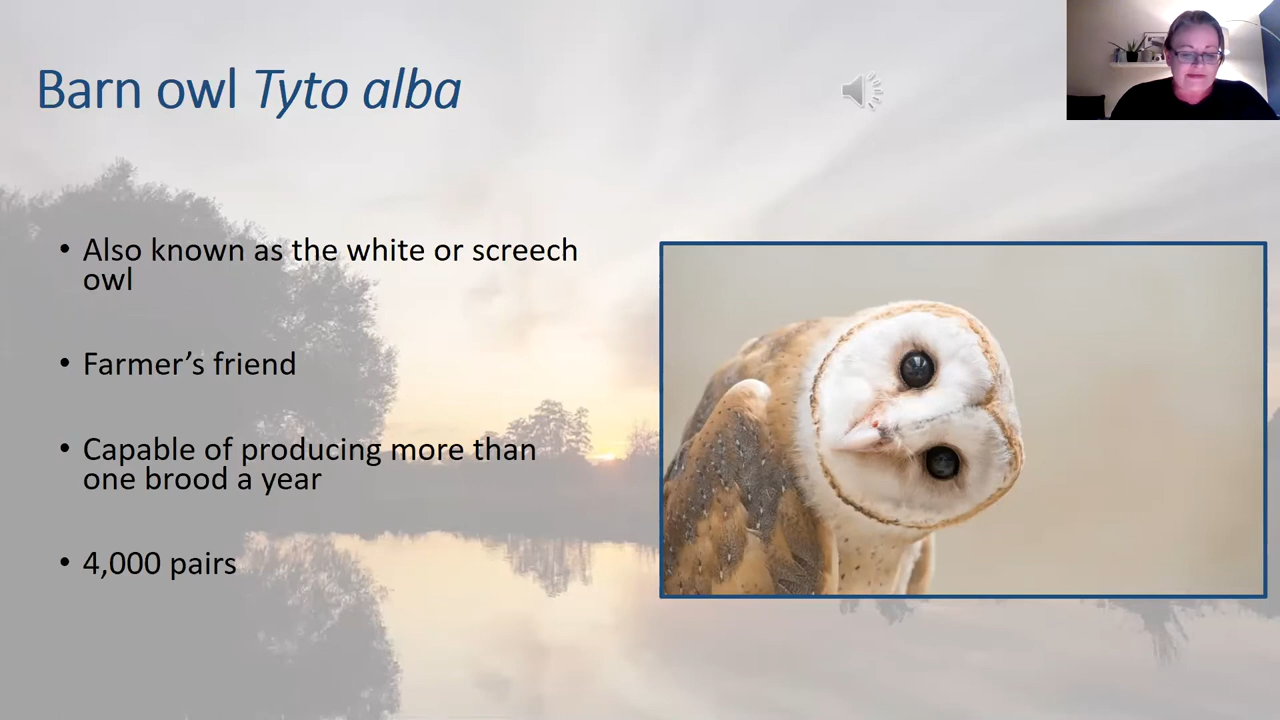 Barn owl Tyto alba
• Also known as the white or screech
owl
• Farmer’s friend
• Capable of producing more than
one brood a year
• 4,000 pairs